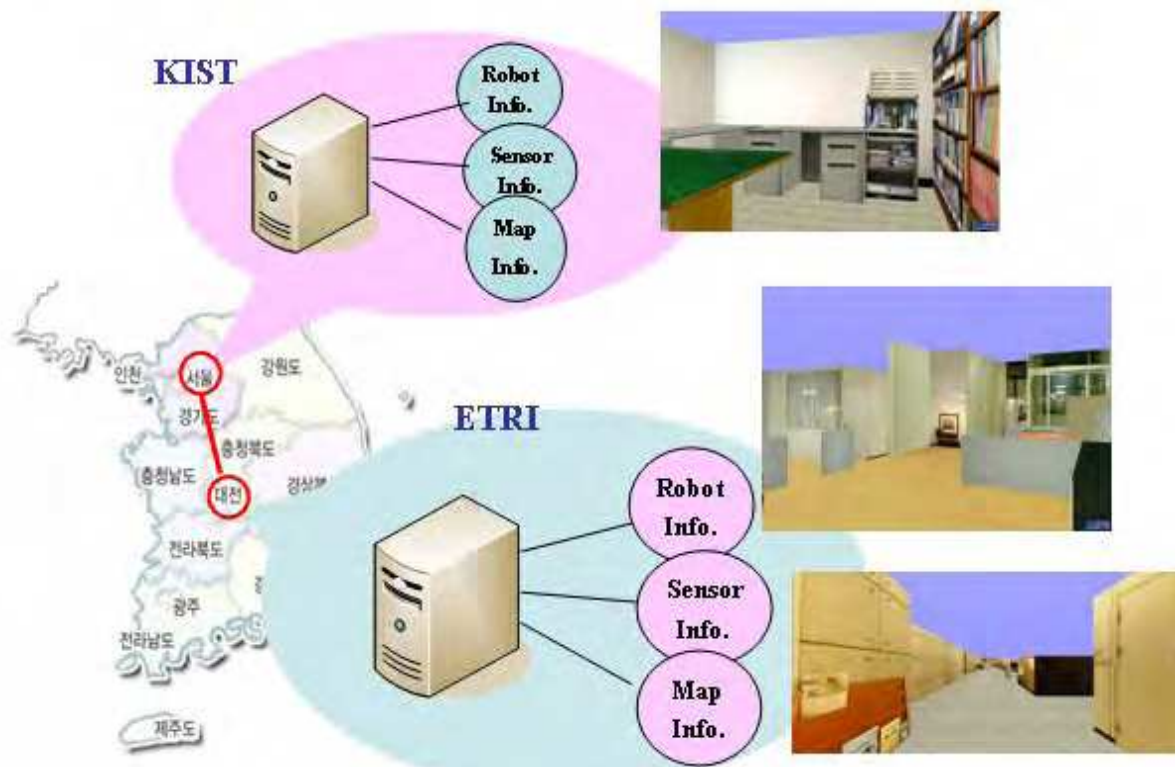 KIST
Robot
Info.
Sensor
Info.
Map
Info.
인천
서울
강원도
경기도
충청북도
충청남도
대전
경상북
전라북도
광주
전라남도
제주도
ETRI
Robot
Info.
Sensor
Info.
Map
Info.